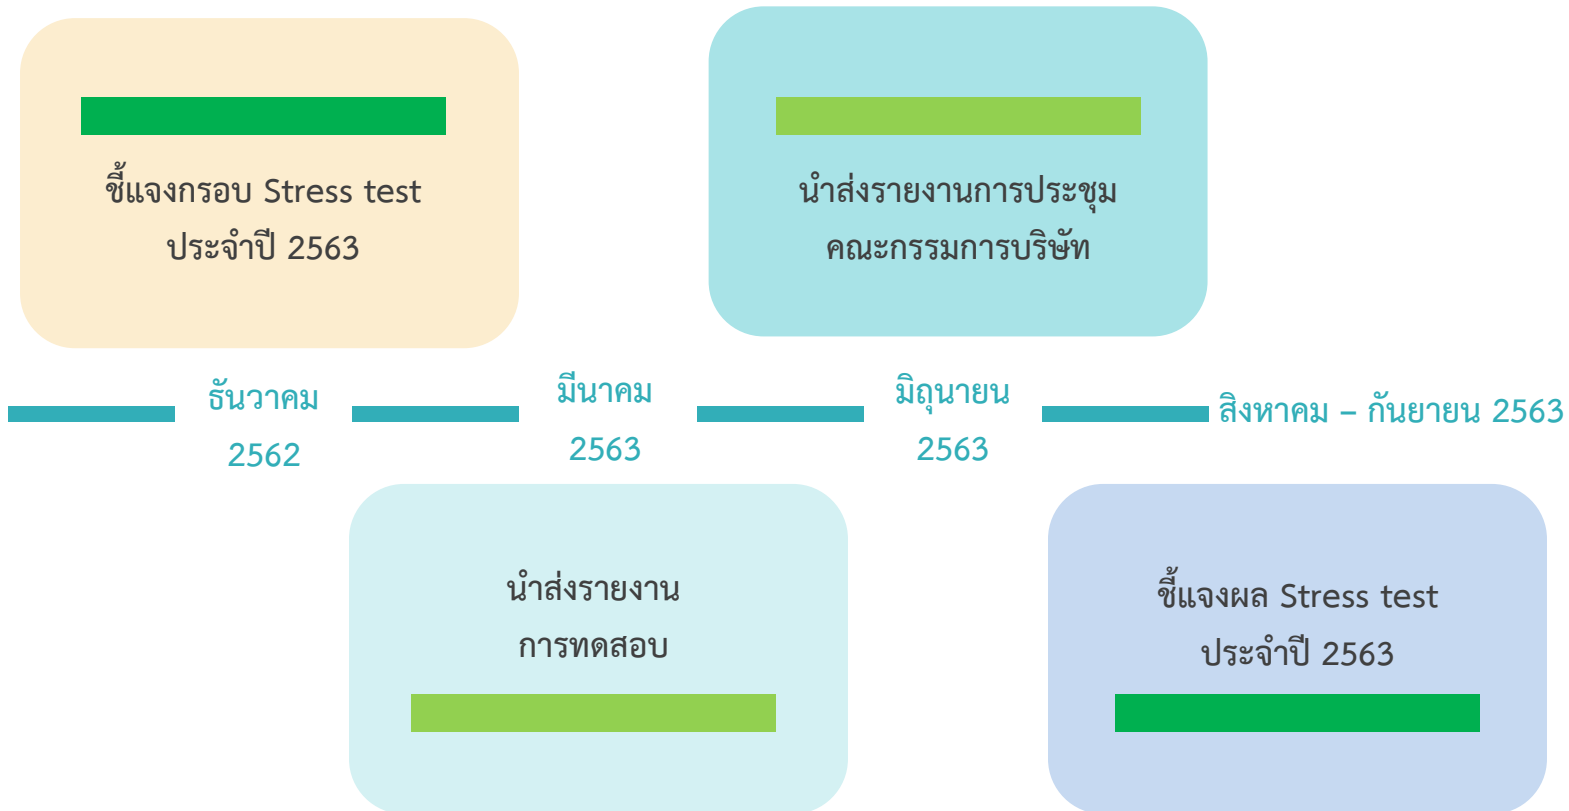 ชี้แจงกรอบ Stress test
ประจำปี 2563
นำส่งรายงานการประชุม
คณะกรรมการบริษัท
ธันวาคม
2562
มีนาคม
2563
มิถุนายน
2563
สิงหาคม – กันยายน 2563
นำส่งรายงาน
การทดสอบ
ชี้แจงผล Stress test
ประจำปี 2563